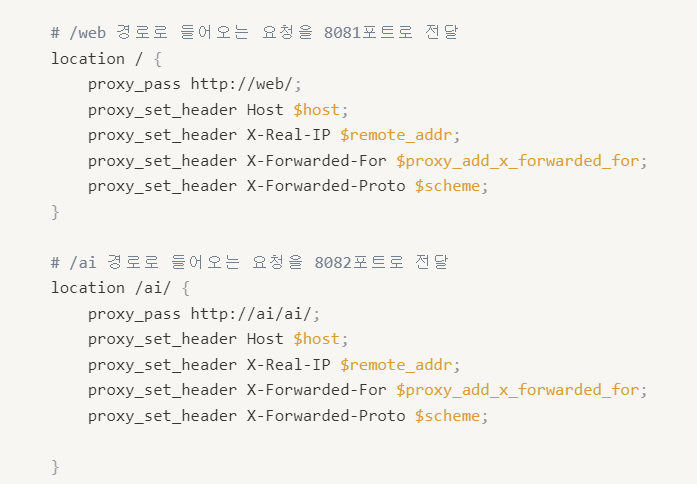 # /web 경로로 들어오는 요청을 8081포트로 전달
location / {
proxy_pass http://web/;
proxy_set_header Host $host;
proxy_set_header X-Real-IP $remote_addr;
proxy_set_header X-Forwarded-For $proxy_add_x_forwarded_for;
proxy_set_header X-Forwarded-Proto $scheme;
}
# /ai 경로로 들어오는 요청을 8082포트로 전달
location /ai/ {
proxy_pass http://ai/ai/;
proxy_set_header Host $host;
proxy_set_header X-Real-IP $remote_addr;
proxy_set_header X-Forwarded-For $proxy_add_x_forwarded_for;
proxy_set_header X-Forwarded-Proto $scheme;
}